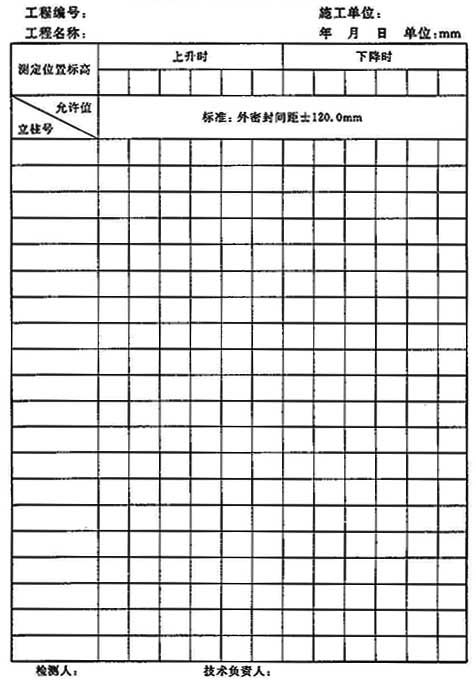 工程编号： 施工单位：
工程名称： 年 月 日 单位：mm
测定位置标高 上升时 下降时
允许值
立柱号 标准：外密封间距±120.0mm
检测人： 技术负责人：